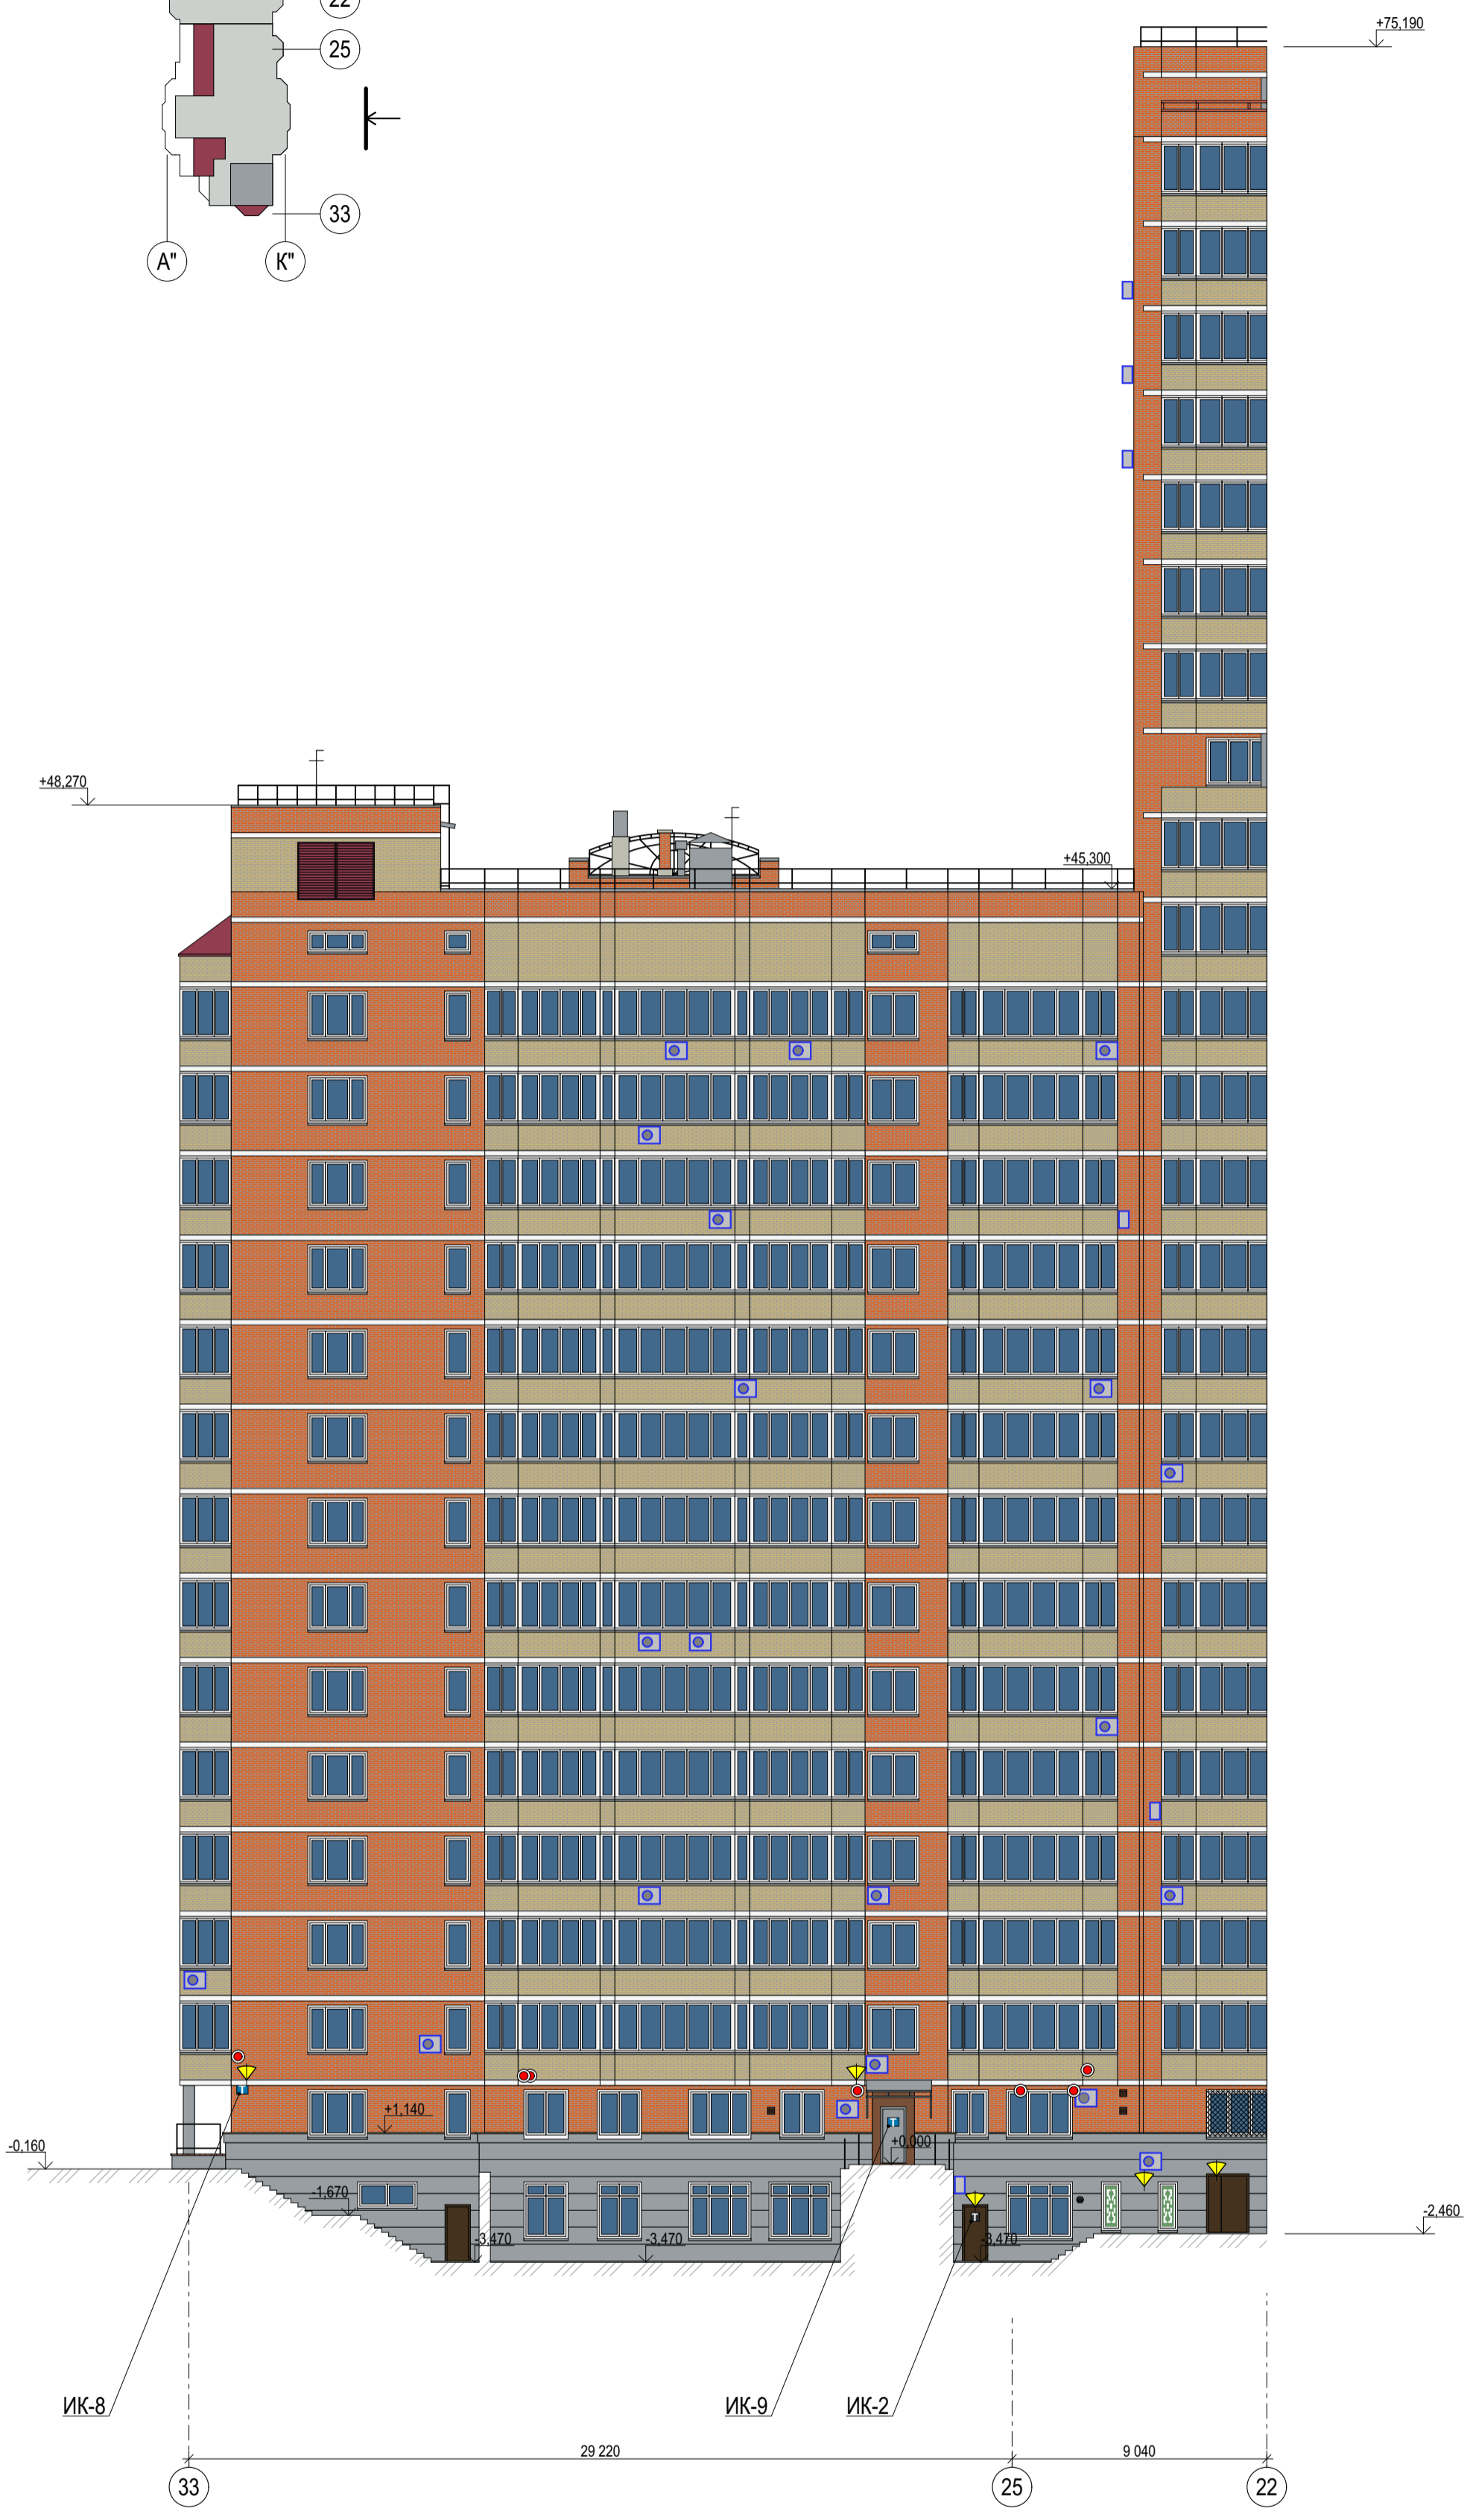 22
25
33
А"
К"
+75,190
+48,270
+45,300
+1,140
-0,160
+0,000
-1,670
-3,470
-3,470
-3,470
-2,460
Т
Т
Т
ИК-8
ИК-9
ИК-2
29 220
9 040
33
25
22